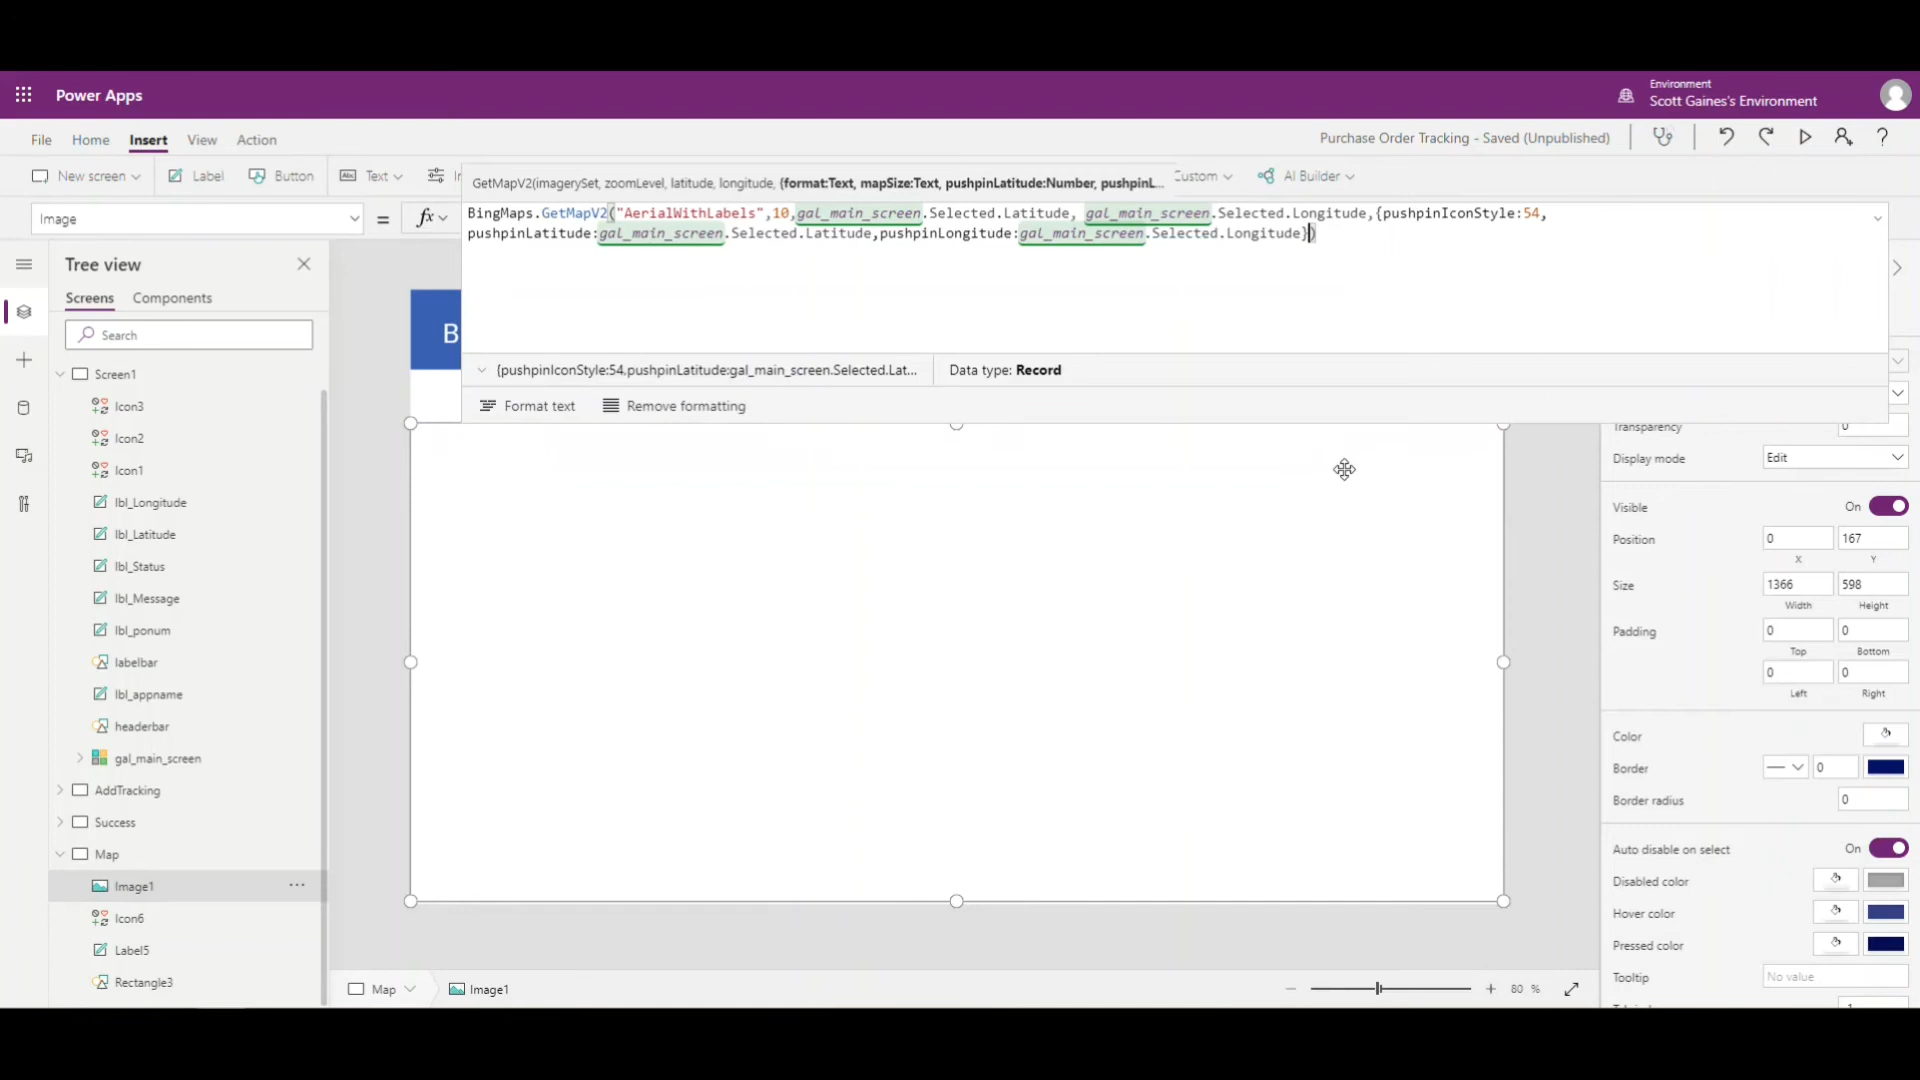 Power Apps
Environment
Scott Gaines's Environment
File Home Insert View Action
Purchase Order Tracking - Saved (Unpublished)
New screen Label Button Text
Custom AI Builder
GetMapV2(imagerySet, zoomLevel, latitude, longitude, {format:Text, mapSize:Text, pushpinLatitude:Number, pushpinL...
Image = fx
BingMaps.GetMapV2("AerialWithLabels",10,gal_main_screen.Selected.Latitude, gal_main_screen.Selected.Longitude,{pushpinIconStyle:54,
pushpinLatitude:gal_main_screen.Selected.Latitude,pushpinLongitude:gal_main_screen.Selected.Longitude})
{pushpinIconStyle:54,pushpinLatitude:gal_main_screen.Selected.Lat...
Data type: Record
Format text Remove formatting
Tree view
Screens Components
Search
Screen1
Icon3
Icon2
Icon1
lbl_Longitude
lbl_Latitude
lbl_Status
lbl_Message
lbl_ponum
labelbar
lbl_appname
headerbar
gal_main_screen
AddTracking
Success
Map
Image1
Icon6
Label5
Rectangle3
B
Transparency 0
Display mode Edit
Visible On
Position 0 167
X Y
Size 1366 598
Width Height
Padding 0 0
Top Bottom
0 0
Left Right
Color
Border 0
Border radius 0
Auto disable on select On
Disabled color
Hover color
Pressed color
Tooltip No value
Map Image1
80 %